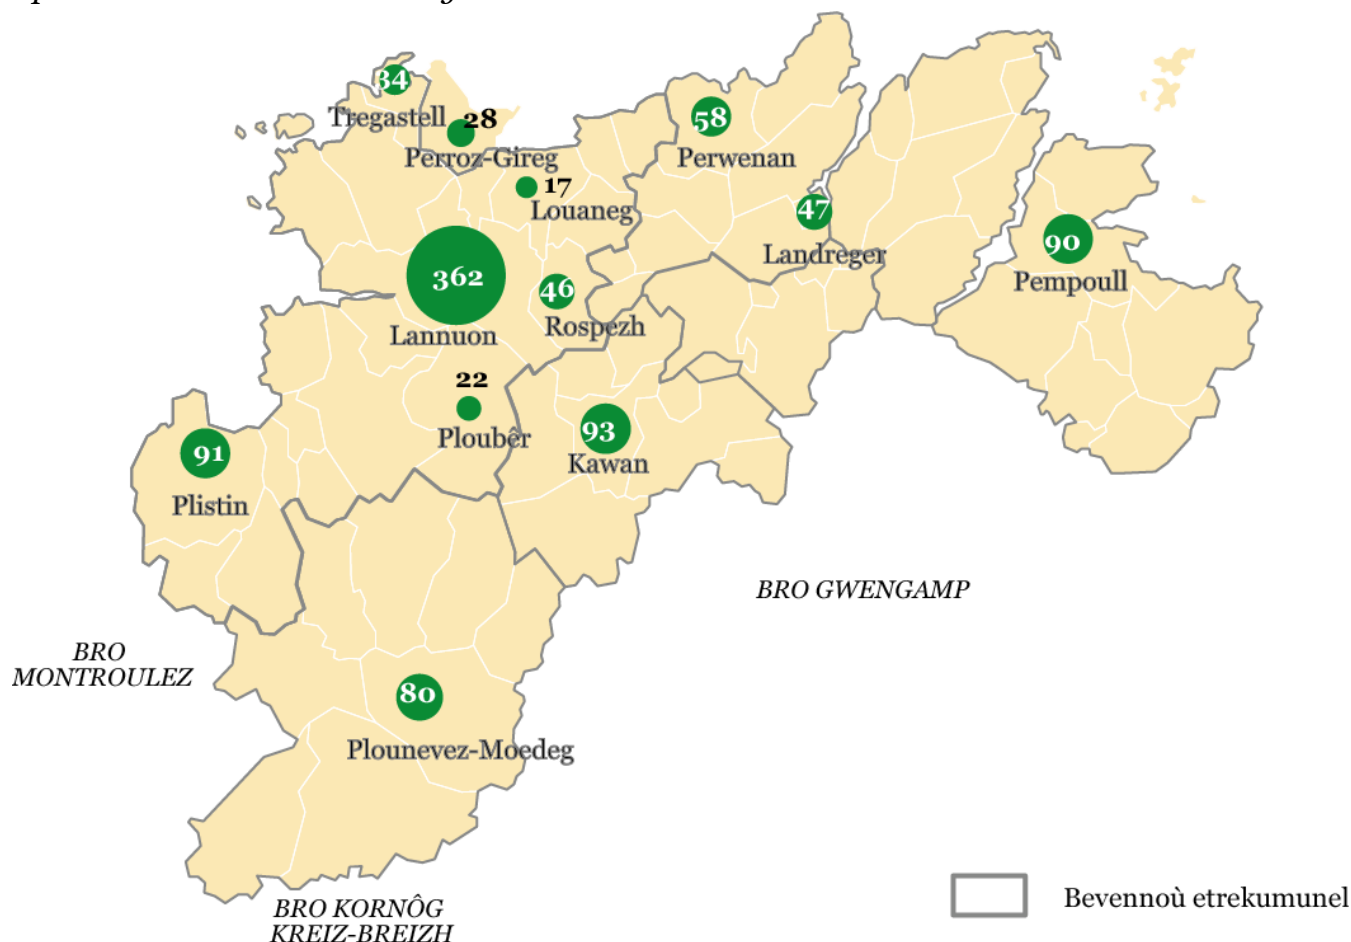 34
Tregastell
28
Perroz-Gireg
17
Louaneg
58
Perwenan
47
Landreger
90
Pempoull
362
Lannuon
46
Rospezh
22
Ploubêr
93
Kawan
91
Plistin
BRO GWENGAMP
BRO
MONTROULEZ
80
Plounevez-Moedeg
BRO KORNÔG
KREIZ-BREIZH
Bevennoù etrekumunel